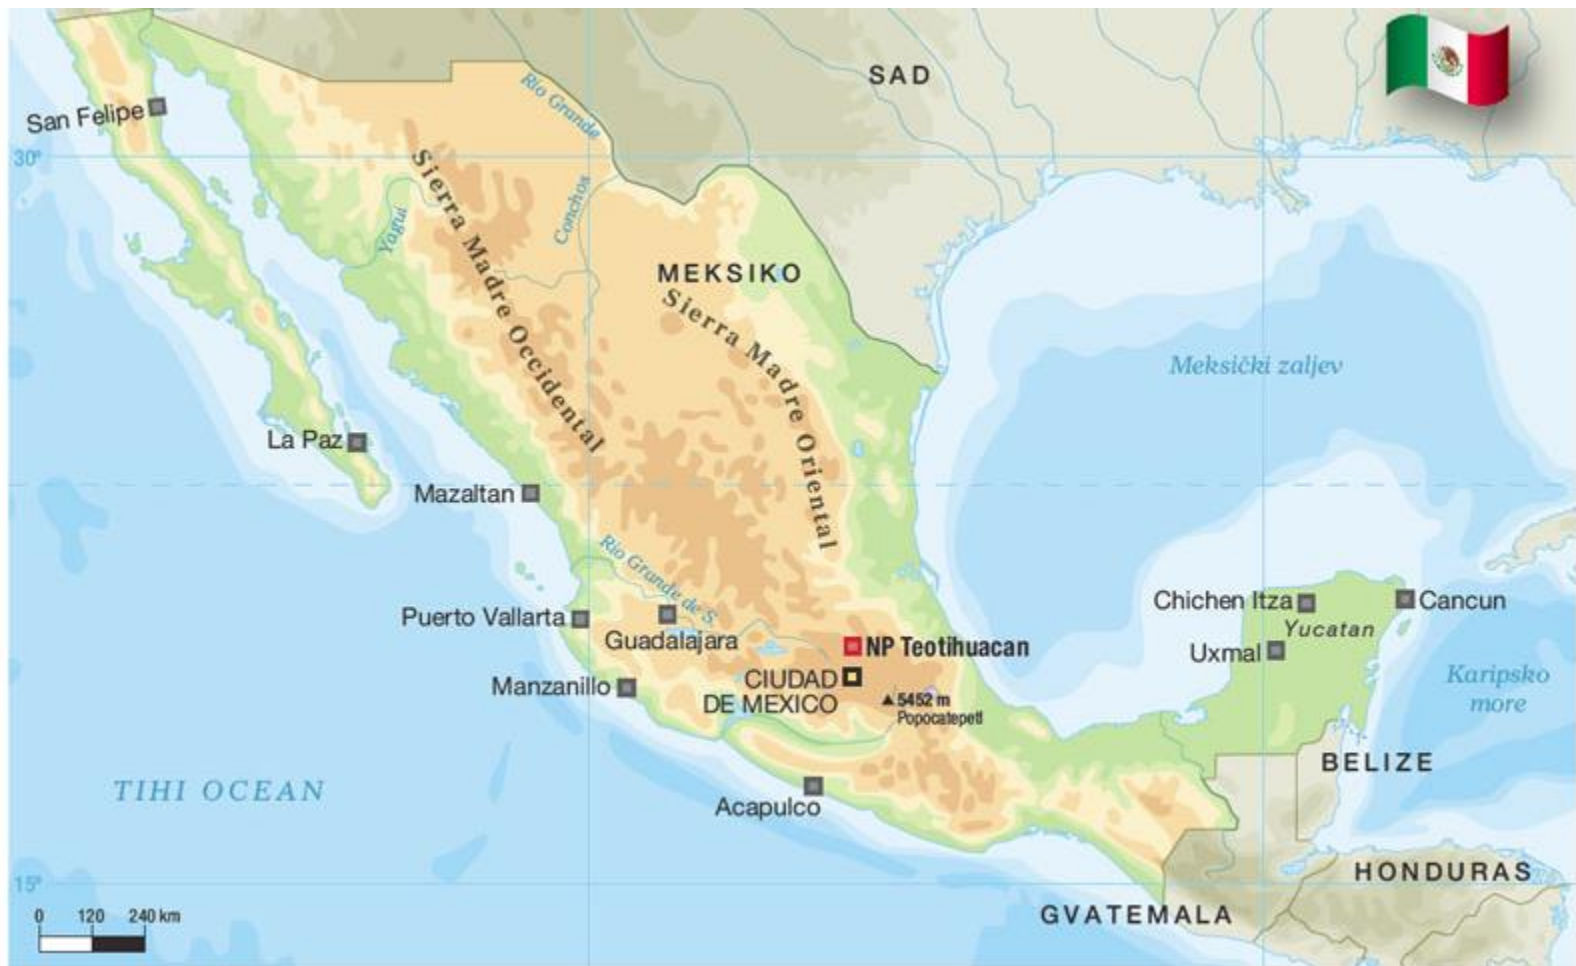 SAD
San Felipe
Rio Grande
30°
Sierra Madre Occidental
Conchos
Yagui
MEKSIKO
Sierra Madre Oriental
Meksički zaljev
La Paz
Mazaltan
Rio Grande de S.
Chichen Itza
Cancun
Yucatan
Puerto Vallarta
Guadalajara
NP Teotihuacan
Uxmal
CIUDAD
DE MEXICO
Manzanillo
5452 m
Popocatepetl
Karipsko
more
BELIZE
TIHI OCEAN
Acapulco
HONDURAS
15°
GVATEMALA
0 120 240 km